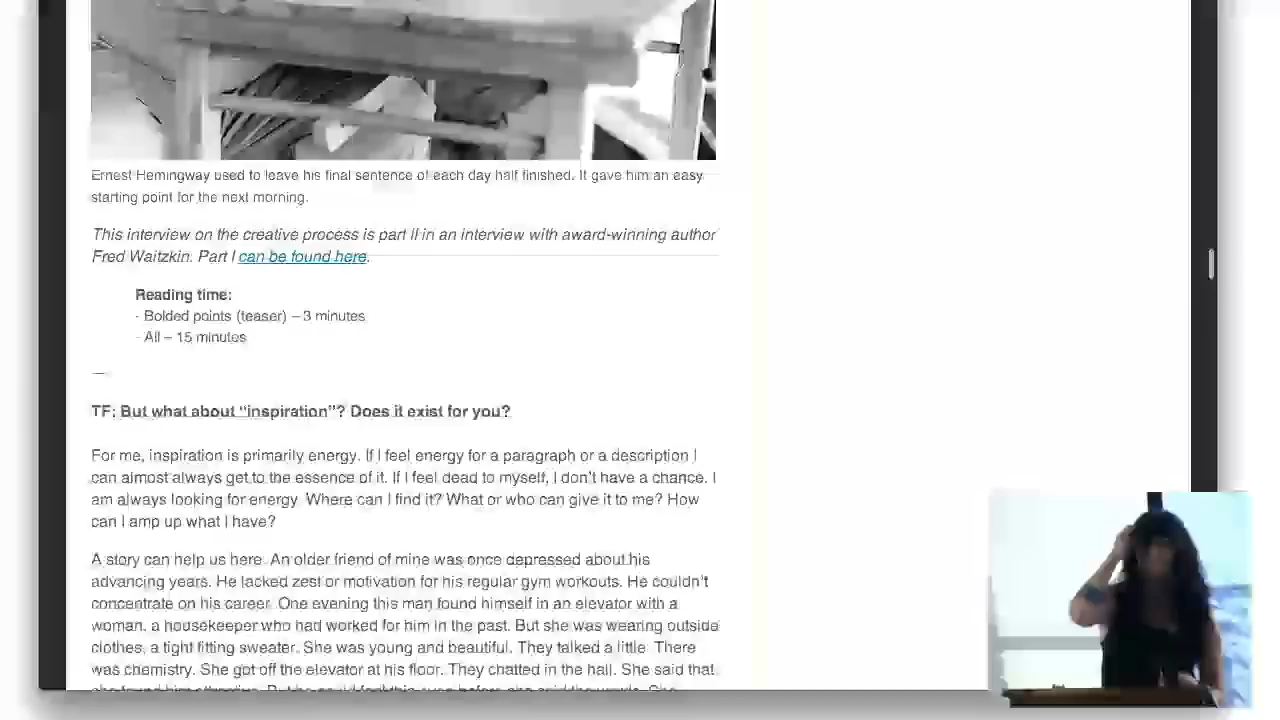 Ernest Hemingway used to leave his final sentence of each day half finished. It gave him an easy
starting point for the next morning.
This interview on the creative process is part II in an interview with award-winning author
Fred Waitzkin. Part I can be found here.
Reading time:
- Bolded points (teaser) – 3 minutes
- All – 15 minutes
—
TF: But what about “inspiration”? Does it exist for you?
For me, inspiration is primarily energy. If I feel energy for a paragraph or a description I
can almost always get to the essence of it. If I feel dead to myself, I don’t have a chance. I
am always looking for energy. Where can I find it? What or who can give it to me? How
can I amp up what I have?
A story can help us here. An older friend of mine was once depressed about his
advancing years. He lacked zest or motivation for his regular gym workouts. He couldn’t
concentrate on his career. One evening this man found himself in an elevator with a
woman, a housekeeper who had worked for him in the past. But she was wearing outside
clothes, a tight fitting sweater. She was young and beautiful. They talked a little. There
was chemistry. She got off the elevator at his floor. They chatted in the hall. She said that